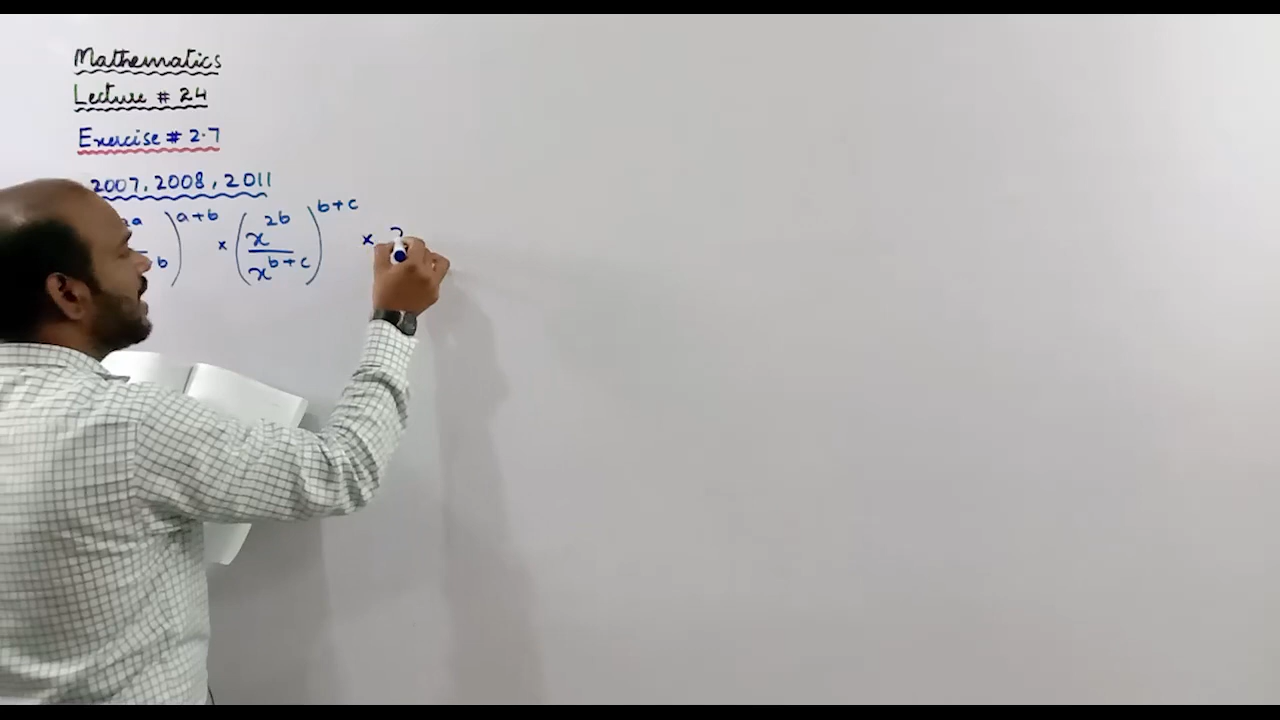 Mathematics
Lecture # 24
Exercise # 2.7
2007, 2008, 2011
a+b × (x^2b / x^b+c)^b+c ×